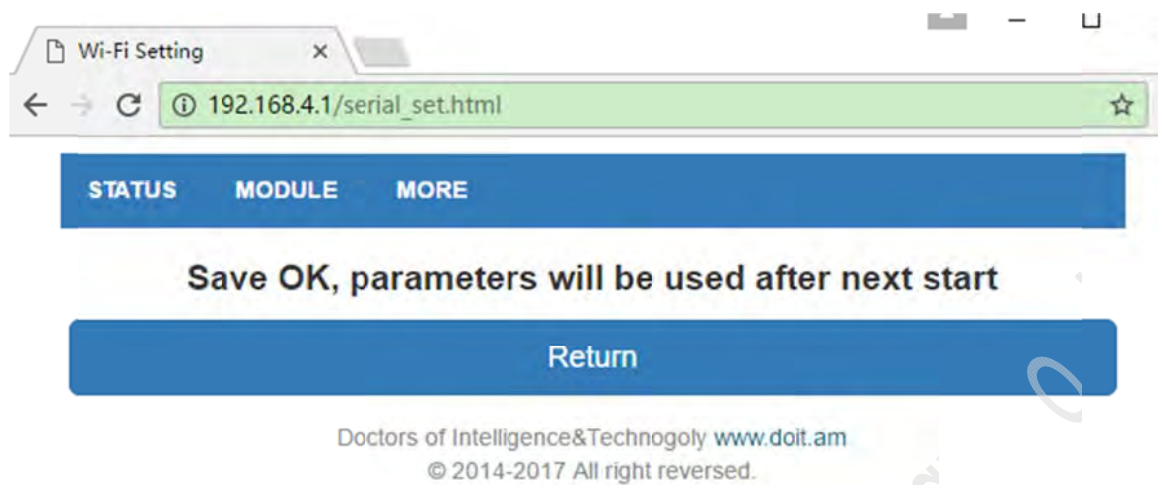 Wi-Fi Setting
192.168.4.1/serial_set.html
STATUS MODULE MORE
Save OK, parameters will be used after next start
Return
Doctors of Intelligence&Technogoly www.doit.am
© 2014-2017 All right reversed.